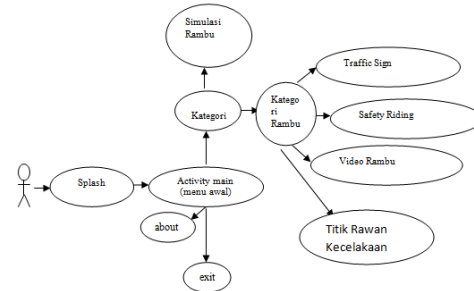 Simulasi
Rambu
Traffic Sign
Kategori
Katego
ri
Rambu
Safety Riding
Video Rambu
Splash
Activity main
(menu awal)
about
Titik Rawan
Kecelakaan
exit